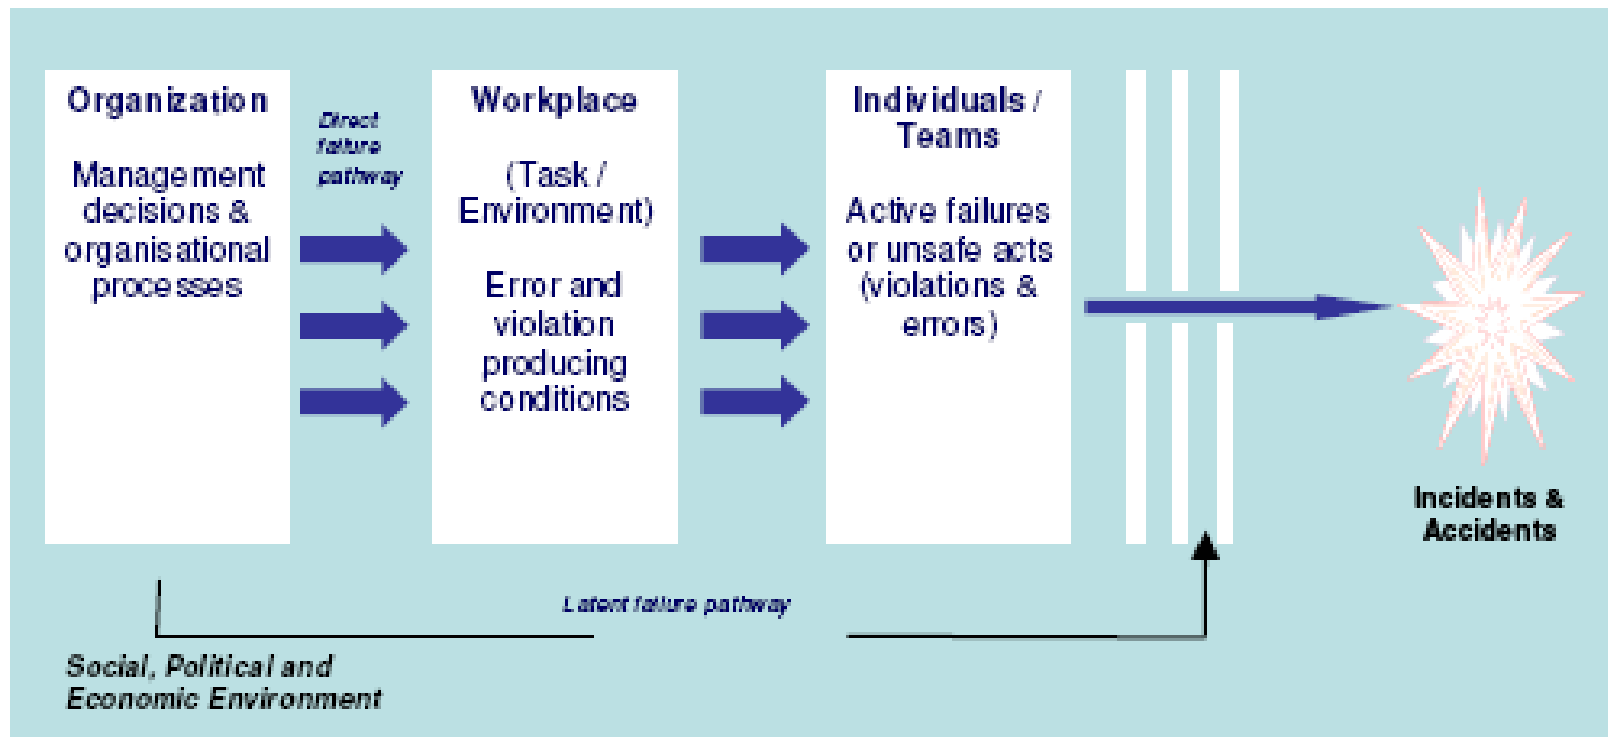 Organization
Management
decisions &
organisational
processes
Direct
failure
pathway
Workplace
(Task /
Environment)
Error and
violation
producing
conditions
Individuals /
Teams
Active failures
or unsafe acts
(violations &
errors)
Incidents &
Accidents
Latent failure pathway
Social, Political and
Economic Environment